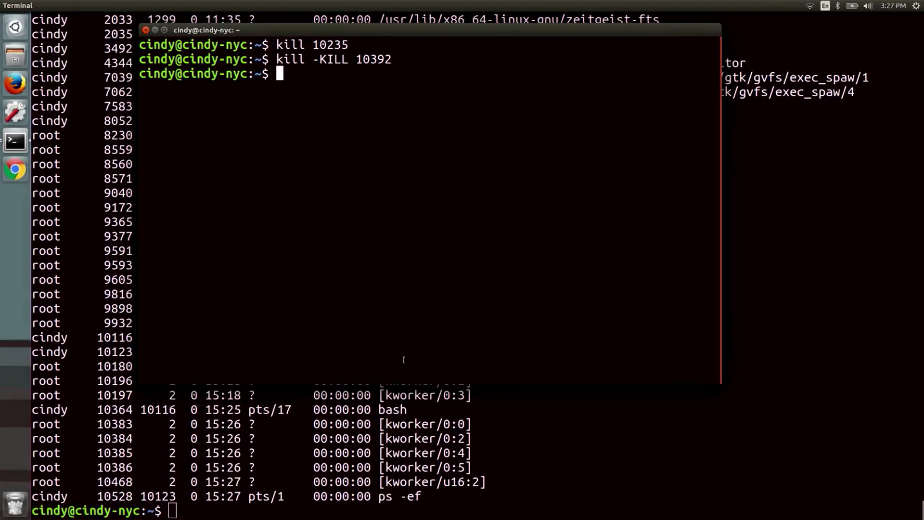 Terminal
En
3:27 PM
2033 1299 0 11:35 ? 00:00:00 /usr/lib/x86_64-linux-gnu/zeitgeist-fts
cindy@cindy-nyc: ~
cindy 2035
cindy@cindy-nyc:~$ kill 10235
cindy 3492
cindy@cindy-nyc:~$ kill -KILL 10392
cindy 4344
itor
cindy@cindy-nyc:~$
cindy 7039
/gtk/gvfs/exec_spaw/1
cindy 7062
k/gvfs/exec_spaw/4
cindy 7583
cindy 8052
root 8230
root 8559
root 8560
root 8571
root 9040
root 9172
root 9365
root 9377
root 9591
root 9593
root 9605
root 9816
root 9898
root 9932
cindy 10116
cindy 10123
root 10180
root 10196
root 10197 2 0 15:18 ? 00:00:00 [kworker/0:3]
cindy 10364 10116 0 15:25 pts/17 00:00:00 bash
root 10383 2 0 15:26 ? 00:00:00 [kworker/0:0]
root 10384 2 0 15:26 ? 00:00:00 [kworker/0:2]
root 10385 2 0 15:26 ? 00:00:00 [kworker/0:4]
root 10386 2 0 15:26 ? 00:00:00 [kworker/0:5]
root 10468 2 0 15:27 ? 00:00:00 [kworker/u16:2]
cindy 10528 10123 0 15:27 pts/1 00:00:00 ps -ef
cindy@cindy-nyc:~$